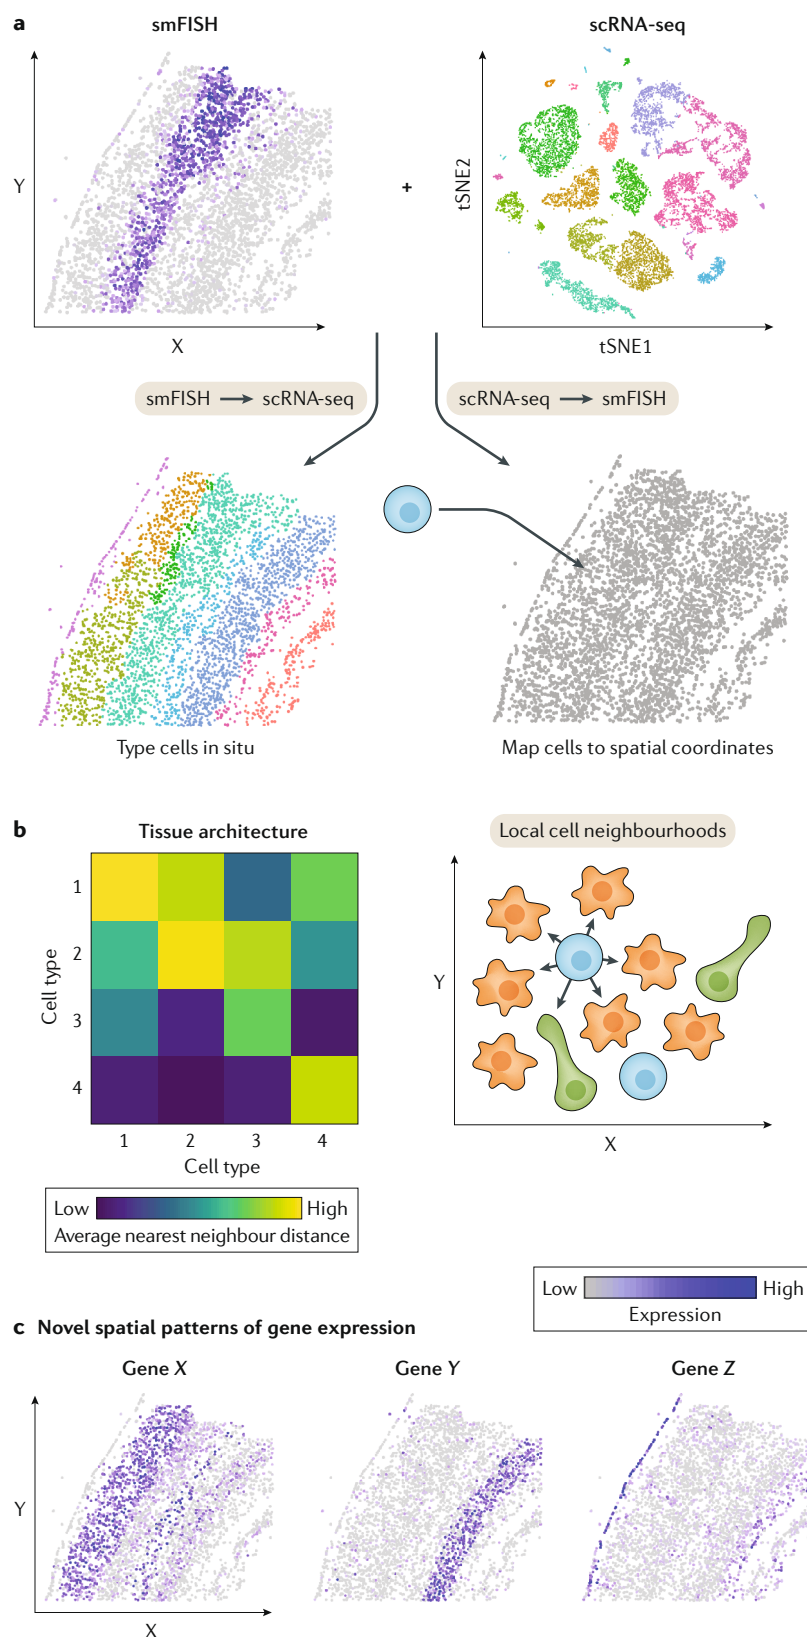 a
smFISH
scRNA-seq
Y
X
+
tSNE2
tSNE1
smFISH → scRNA-seq
scRNA-seq → smFISH
Type cells in situ
Map cells to spatial coordinates
b
Tissue architecture
Cell type
1
2
3
4
1 2 3 4
Cell type
Low High
Average nearest neighbour distance
Local cell neighbourhoods
Y
X
Low High
Expression
c Novel spatial patterns of gene expression
Gene X
Gene Y
Gene Z
Y
X